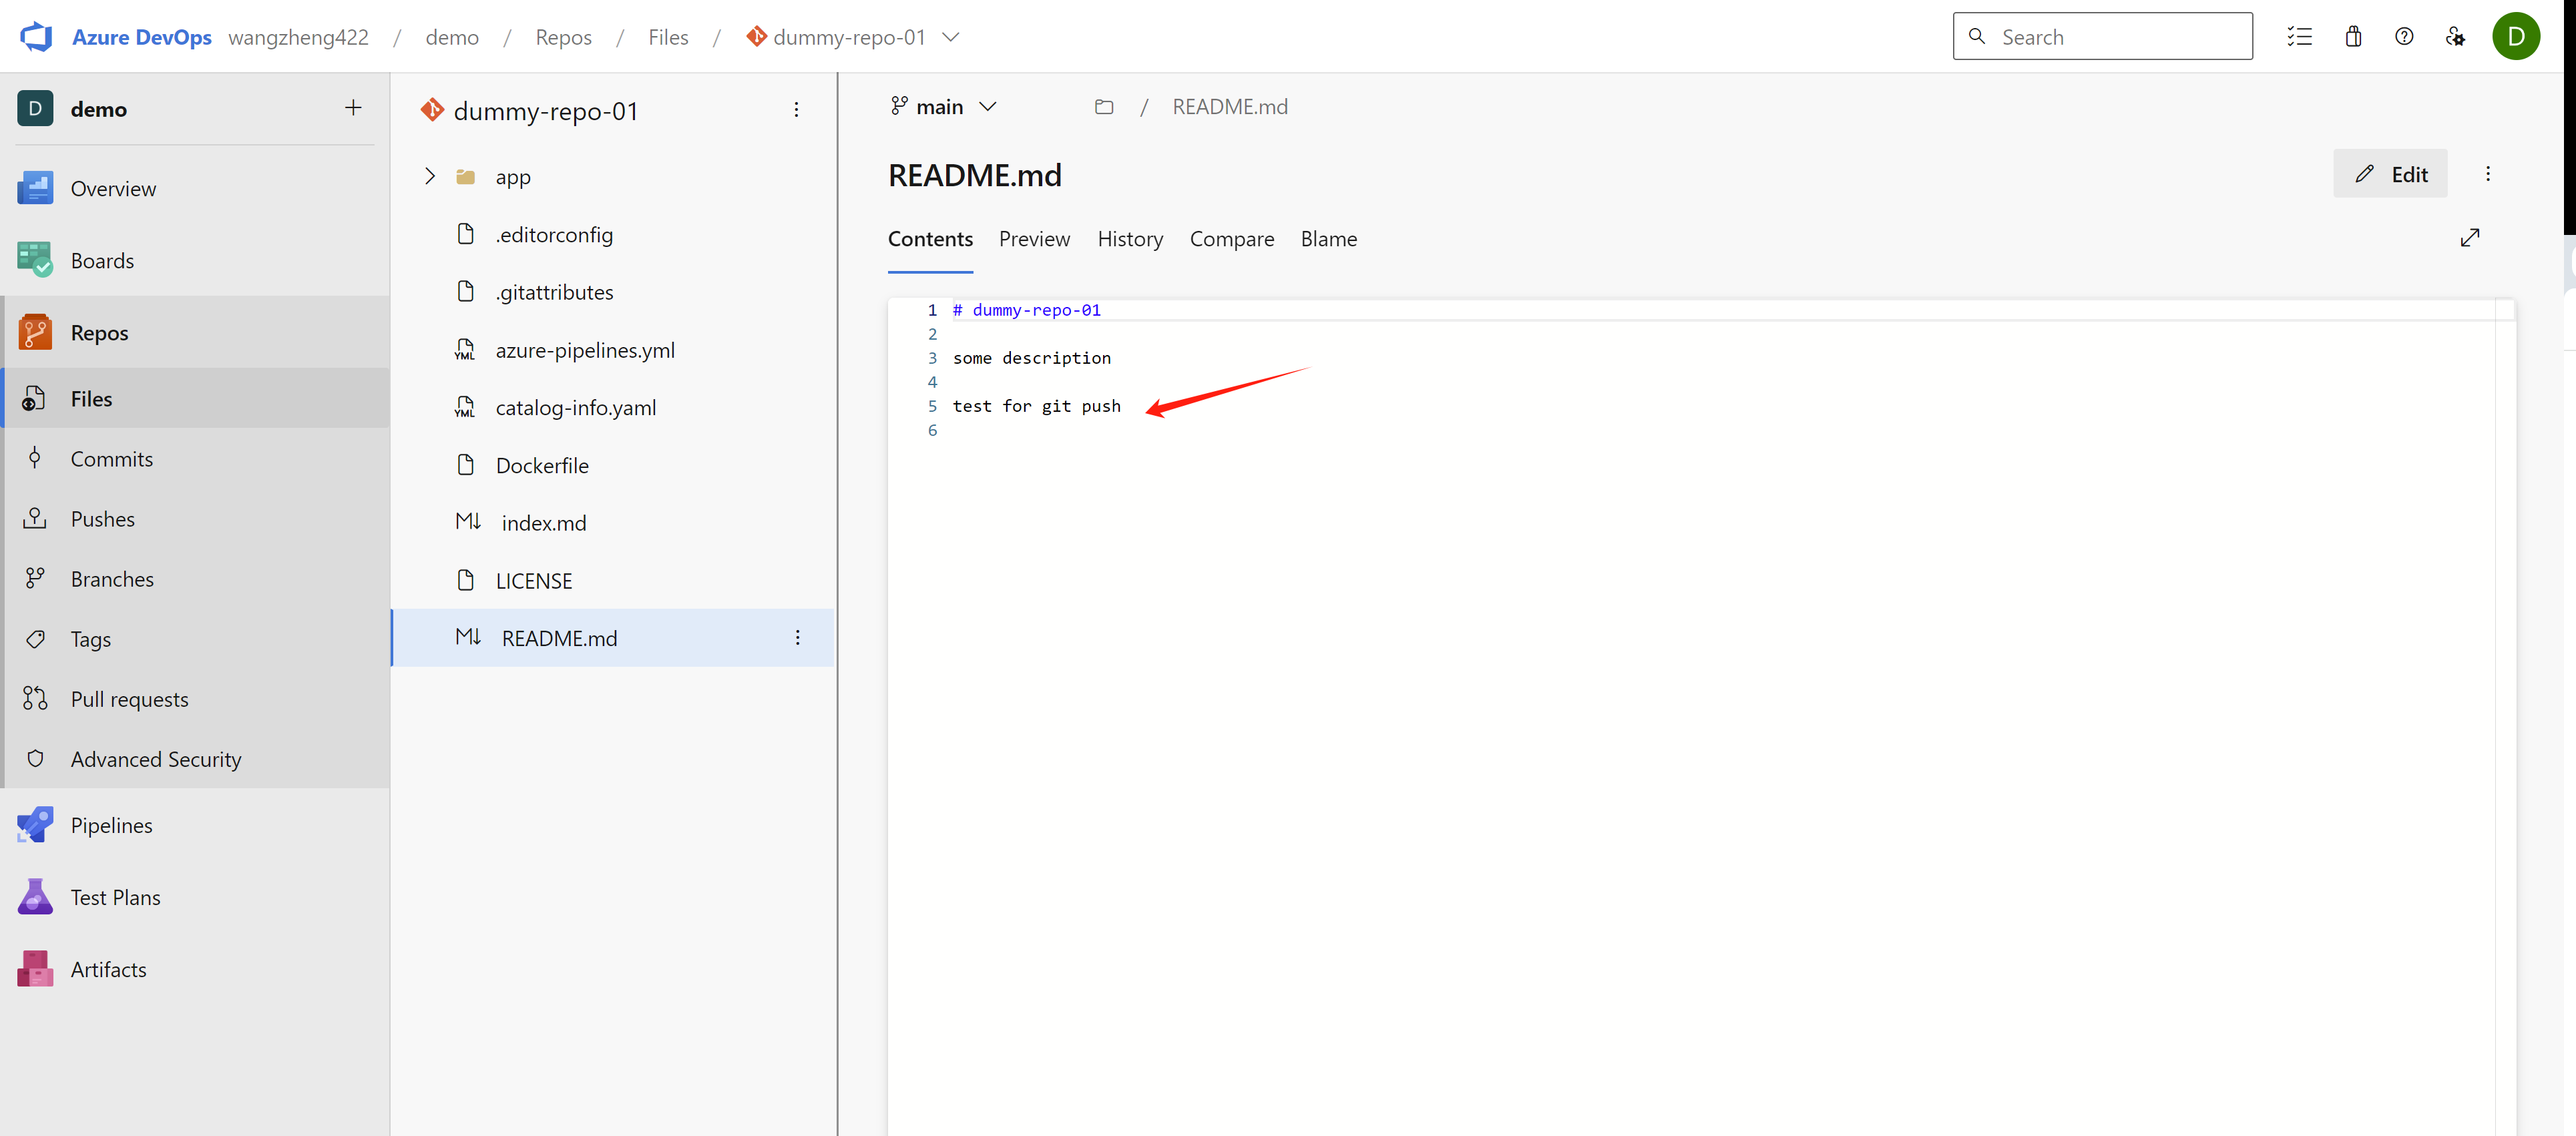 Azure DevOps wangzheng422 / demo / Repos / Files / dummy-repo-01
Search
D
D demo
Overview
Boards
Repos
Files
Commits
Pushes
Branches
Tags
Pull requests
Advanced Security
Pipelines
Test Plans
Artifacts
dummy-repo-01
app
.editorconfig
.gitattributes
YML azure-pipelines.yml
YML catalog-info.yaml
Dockerfile
M↓ index.md
LICENSE
M↓ README.md
main / README.md
README.md
Edit
Contents Preview History Compare Blame
1 # dummy-repo-01
2
3 some description
4
5 test for git push
6